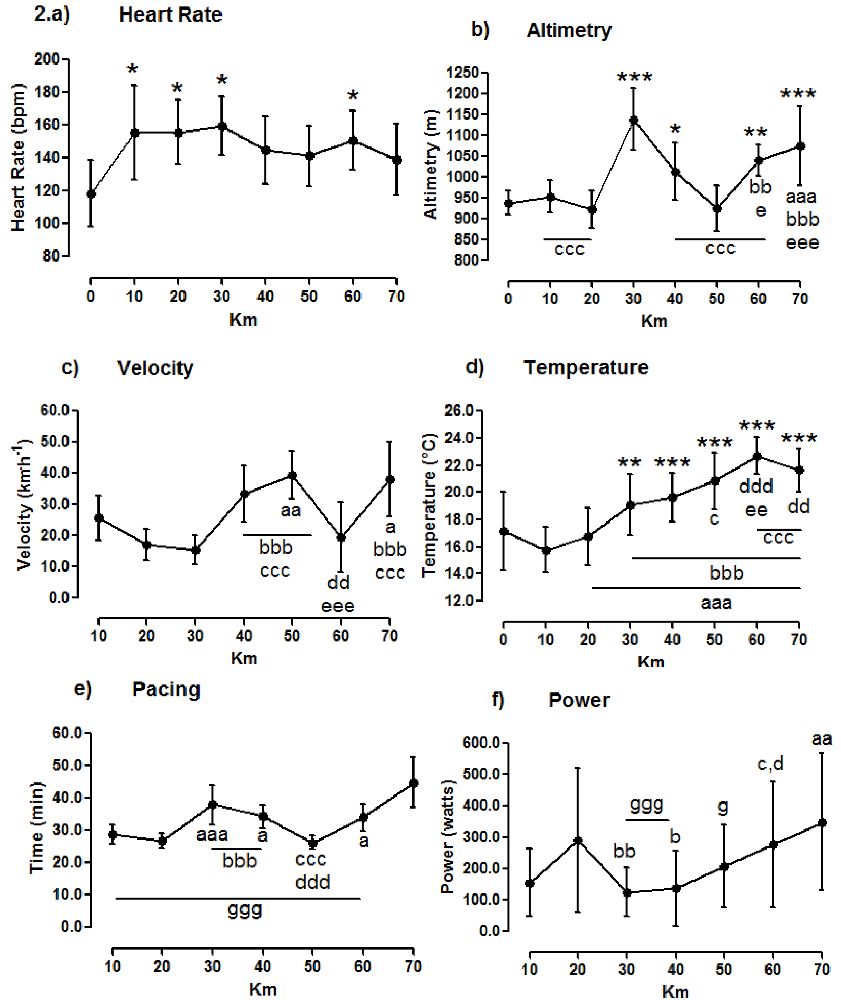 2.a) Heart Rate
200
180
160
140
120
100
80
Heart Rate (bpm)
* * * *
0 10 20 30 40 50 60 70
Km
b) Altimetry
1250
1200
1150
1100
1050
1000
950
900
850
800
Altimetry (m)
*** * ** ***
bb
e
aaa
bbb
eee
ccc ccc
0 10 20 30 40 50 60 70
Km
c) Velocity
60.0
50.0
40.0
30.0
20.0
10.0
0.0
Velocity (kmrh-1)
aa
bbb
ccc
dd
eee
a
bbb
ccc
10 20 30 40 50 60 70
Km
d) Temperature
26.0
24.0
22.0
20.0
18.0
16.0
14.0
12.0
Temperature (°C)
** *** *** *** ***
c
ddd
ee
dd
ccc
bbb
aaa
0 10 20 30 40 50 60 70
Km
e) Pacing
60.0
50.0
40.0
30.0
20.0
10.0
0.0
Time (min)
aaa a a
bbb
ccc
ddd
ggg
10 20 30 40 50 60 70
Km
f) Power
600.0
500.0
400.0
300.0
200.0
100.0
0.0
Power (watts)
aa
c,d
ggg
g
b
bb
10 20 30 40 50 60 70
Km